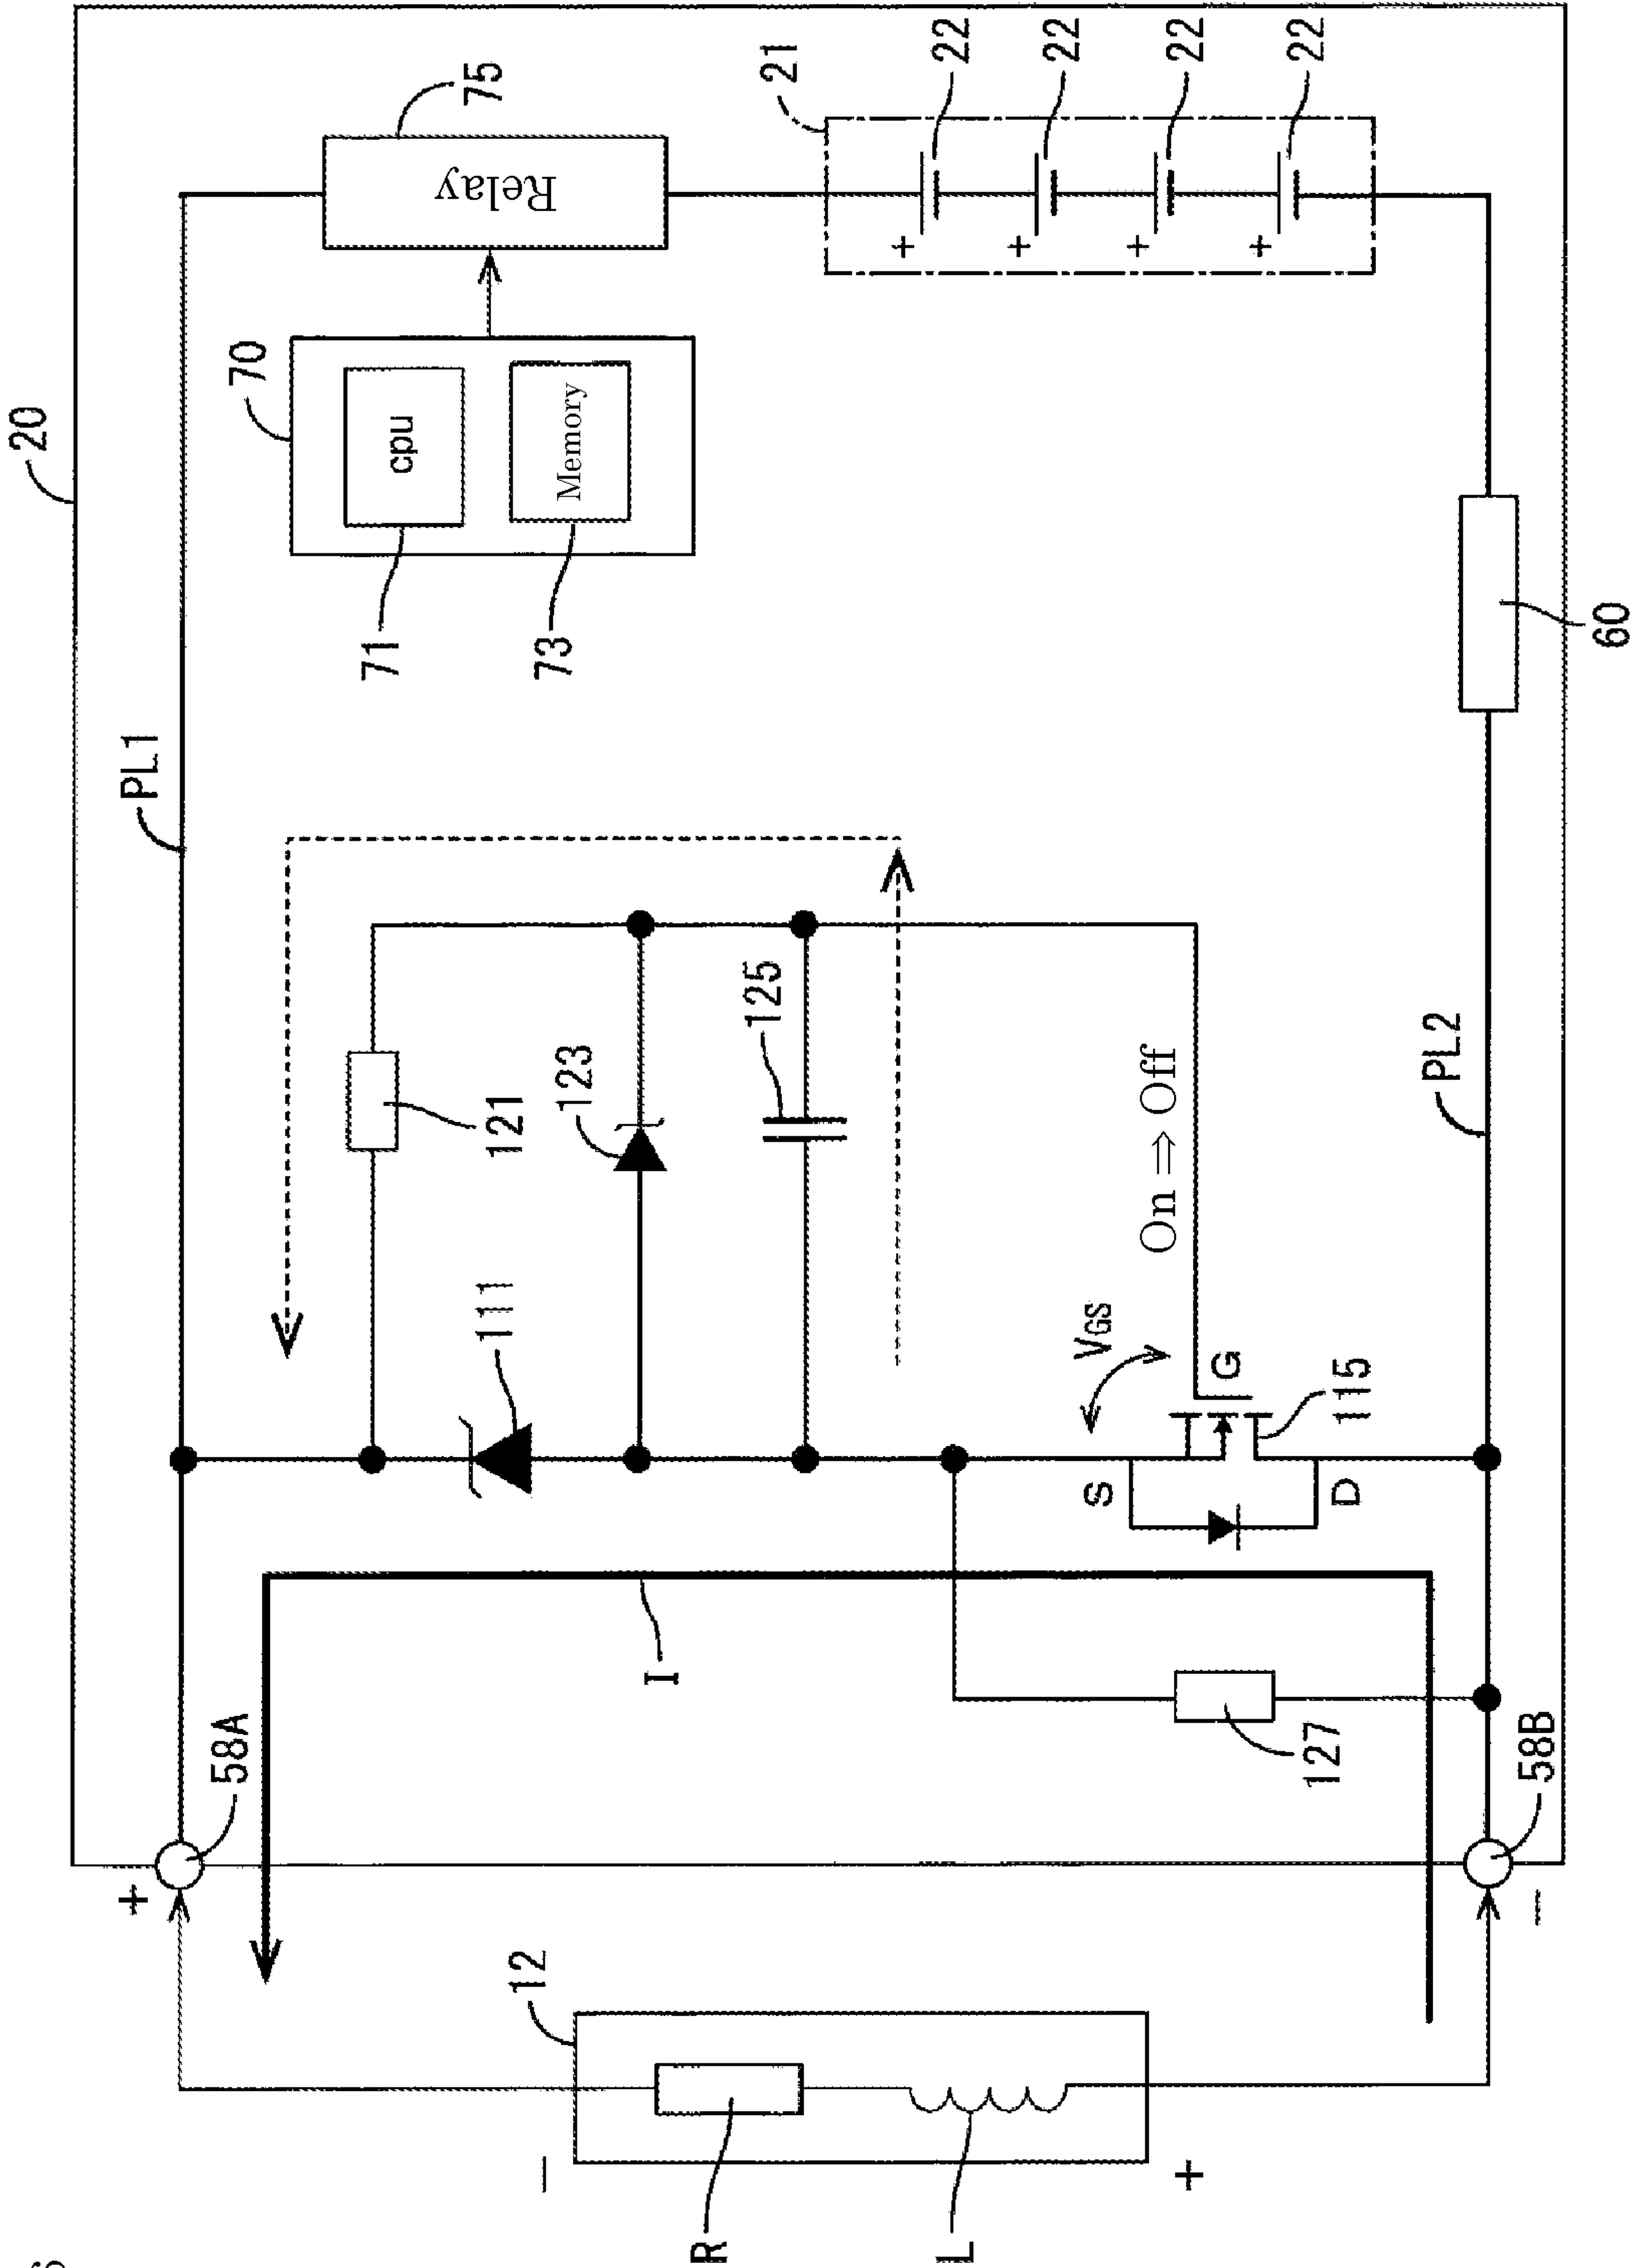 20
+
58A
PL1
70
75
Relay
71
cpu
73
Memory
121
111
123
125
I
12
−
R
L
+
21
22
22
22
22
+
+
+
+
VGS
On ⇒ Off
S
G
D
115
127
PL2
58B
−
60